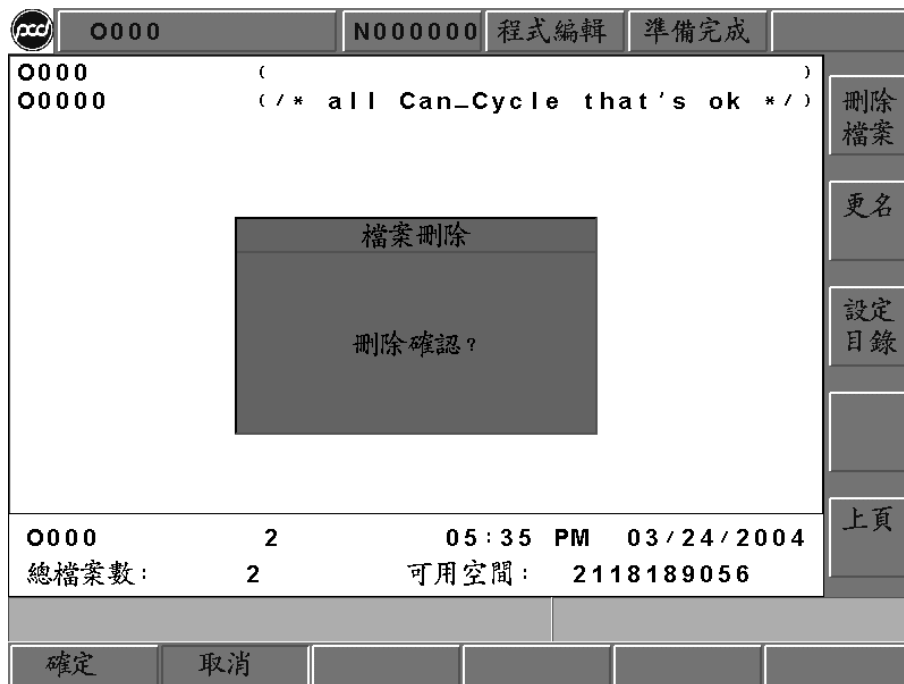 pcd O000 N000000 程式編輯 準備完成
O000 ( )
O0000 (/* all Can_Cycle that's ok */)
刪除
檔案
更名
設定
目錄
上頁
檔案刪除
刪除確認?
O000 2 05:35 PM 03/24/2004
總檔案數: 2 可用空間: 2118189056
確定 取消